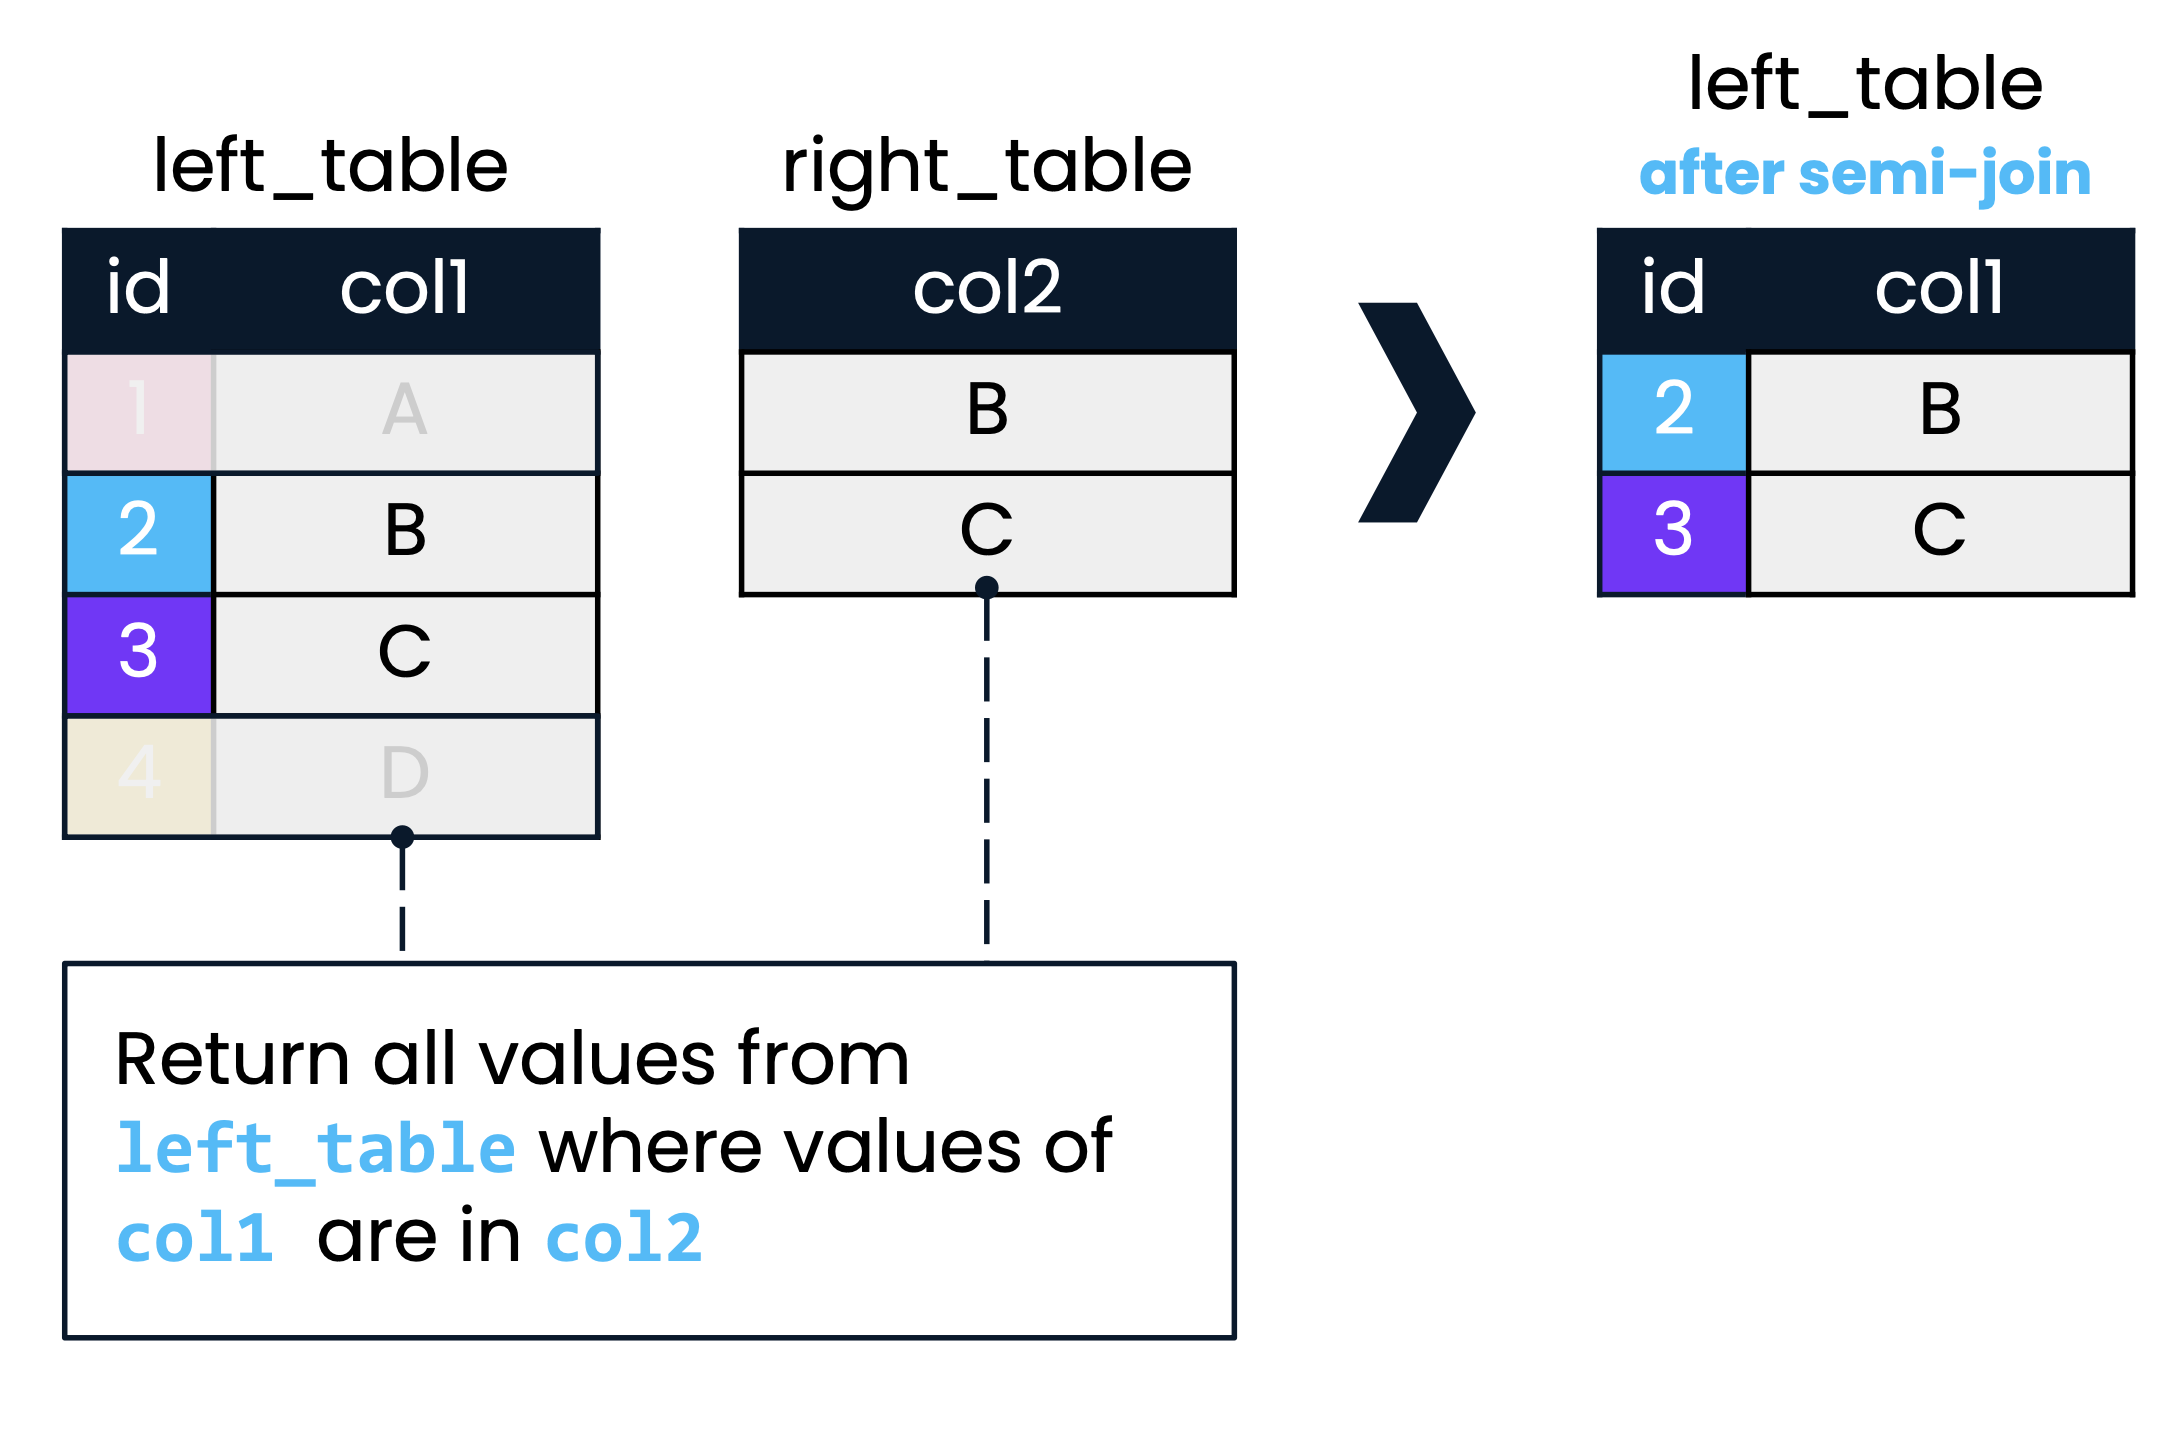 left_table
id col1
1 A
2 B
3 C
4 D
right_table
col2
B
C
left_table
after semi-join
id col1
2 B
3 C
Return all values from
left_table where values of
col1 are in col2